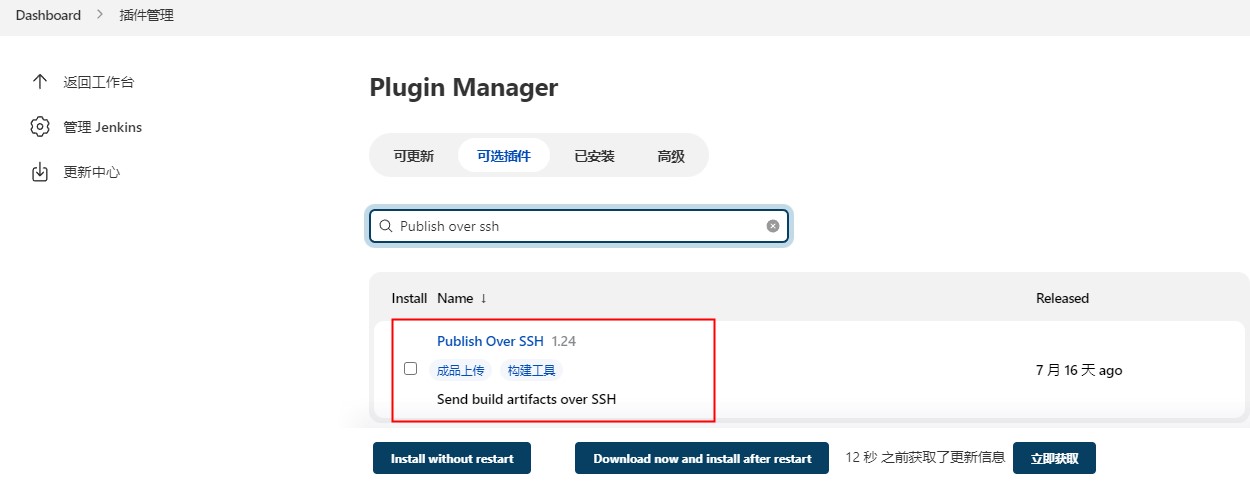 Dashboard > 插件管理
返回工作台
管理 Jenkins
更新中心
Plugin Manager
可更新 可选插件 已安装 高级
Publish over ssh
Install Name ↓ Released
Publish Over SSH 1.24
成品上传 构建工具
Send build artifacts over SSH
7 月 16 天 ago
Install without restart Download now and install after restart 12 秒 之前获取了更新信息 立即获取